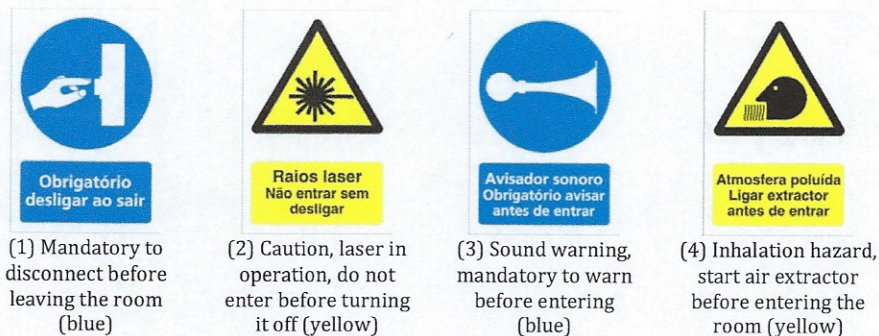 Obrigatório
desligar ao sair
Raios laser
Não entrar sem
desligar
Avisador sonoro
Obrigatório avisar
antes de entrar
Atmosfera poluída
Ligar extractor
antes de entrar
(1) Mandatory to
disconnect before
leaving the room
(blue)
(2) Caution, laser in
operation, do not
enter before turning
it off (yellow)
(3) Sound warning,
mandatory to warn
before entering
(blue)
(4) Inhalation hazard,
start air extractor
before entering the
room (yellow)